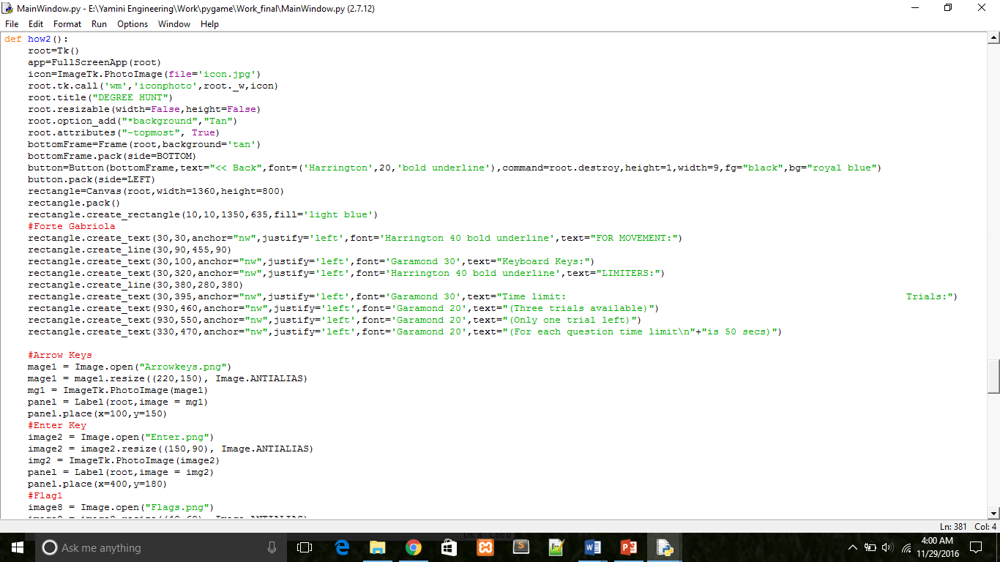 MainWindow.py - E:\Yamini Engineering\Work\pygame\Work_final\MainWindow.py (2.7.12)
File Edit Format Run Options Window Help
def how2():
    root=Tk()
    app=FullScreenApp(root)
    icon=ImageTk.PhotoImage(file='icon.jpg')
    root.tk.call('wm','iconphoto',root._w,icon)
    root.title("DEGREE HUNT")
    root.resizable(width=False,height=False)
    root.option_add("*background","Tan")
    root.attributes("-topmost", True)
    bottomFrame=Frame(root,background='tan')
    bottomFrame.pack(side=BOTTOM)
    button=Button(bottomFrame,text="<< Back",font=('Harrington',20,'bold underline'),command=root.destroy,height=1,width=9,fg="black",bg="royal blue")
    button.pack(side=LEFT)
    rectangle=Canvas(root,width=1360,height=800)
    rectangle.pack()
    rectangle.create_rectangle(10,10,1350,635,fill='light blue')
    #Forte Gabriola
    rectangle.create_text(30,30,anchor="nw",justify='left',font='Harrington 40 bold underline',text="FOR MOVEMENT:")
    rectangle.create_line(30,90,455,90)
    rectangle.create_text(30,100,anchor="nw",justify='left',font='Garamond 30',text="Keyboard Keys:")
    rectangle.create_text(30,320,anchor="nw",justify='left',font='Harrington 40 bold underline',text="LIMITERS:")
    rectangle.create_line(30,380,280,380)
    rectangle.create_text(30,395,anchor="nw",justify='left',font='Garamond 30',text="Time limit:                                                          Trials:")
    rectangle.create_text(930,460,anchor="nw",justify='left',font='Garamond 20',text="(Three trials available)")
    rectangle.create_text(930,550,anchor="nw",justify='left',font='Garamond 20',text="(Only one trial left)")
    rectangle.create_text(330,470,anchor="nw",justify='left',font='Garamond 20',text="(For each question time limit\n"+"is 50 secs)")
    #Arrow Keys
    mage1 = Image.open("Arrowkeys.png")
    mage1 = mage1.resize((220,150), Image.ANTIALIAS)
    mg1 = ImageTk.PhotoImage(mage1)
    panel = Label(root,image = mg1)
    panel.place(x=100,y=150)
    #Enter Key
    image2 = Image.open("Enter.png")
    image2 = image2.resize((150,90), Image.ANTIALIAS)
    img2 = ImageTk.PhotoImage(image2)
    panel = Label(root,image = img2)
    panel.place(x=400,y=180)
    #Flag1
    image8 = Image.open("Flags.png")
Ln: 381 Col: 4
Ln: 8 Col: 0
Ask me anything
4:00 AM
11/29/2016